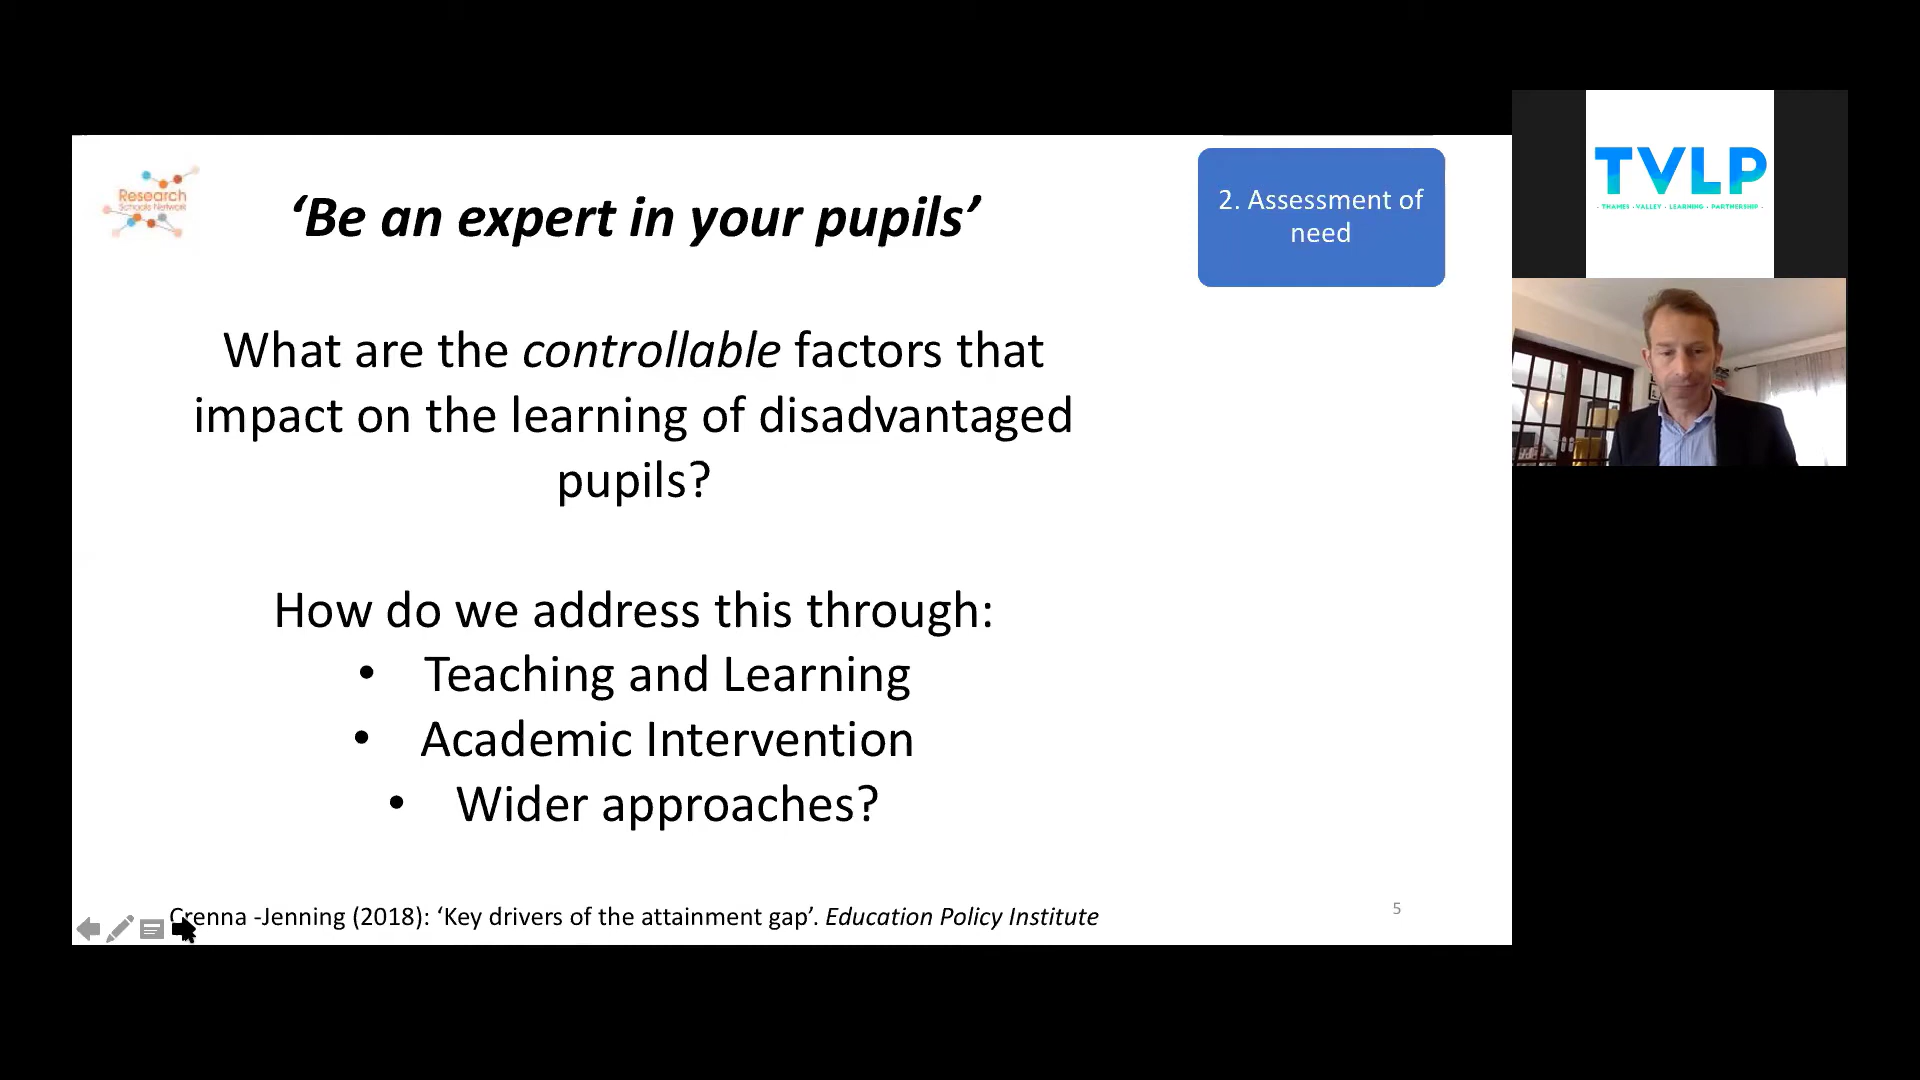 Research
Schools Network
‘Be an expert in your pupils’
2. Assessment of
need
What are the controllable factors that
impact on the learning of disadvantaged
pupils?
How do we address this through:
• Teaching and Learning
• Academic Intervention
• Wider approaches?
Crenna -Jenning (2018): ‘Key drivers of the attainment gap’. Education Policy Institute
5
TVLP
· THAMES · VALLEY · LEARNING · PARTNERSHIP ·